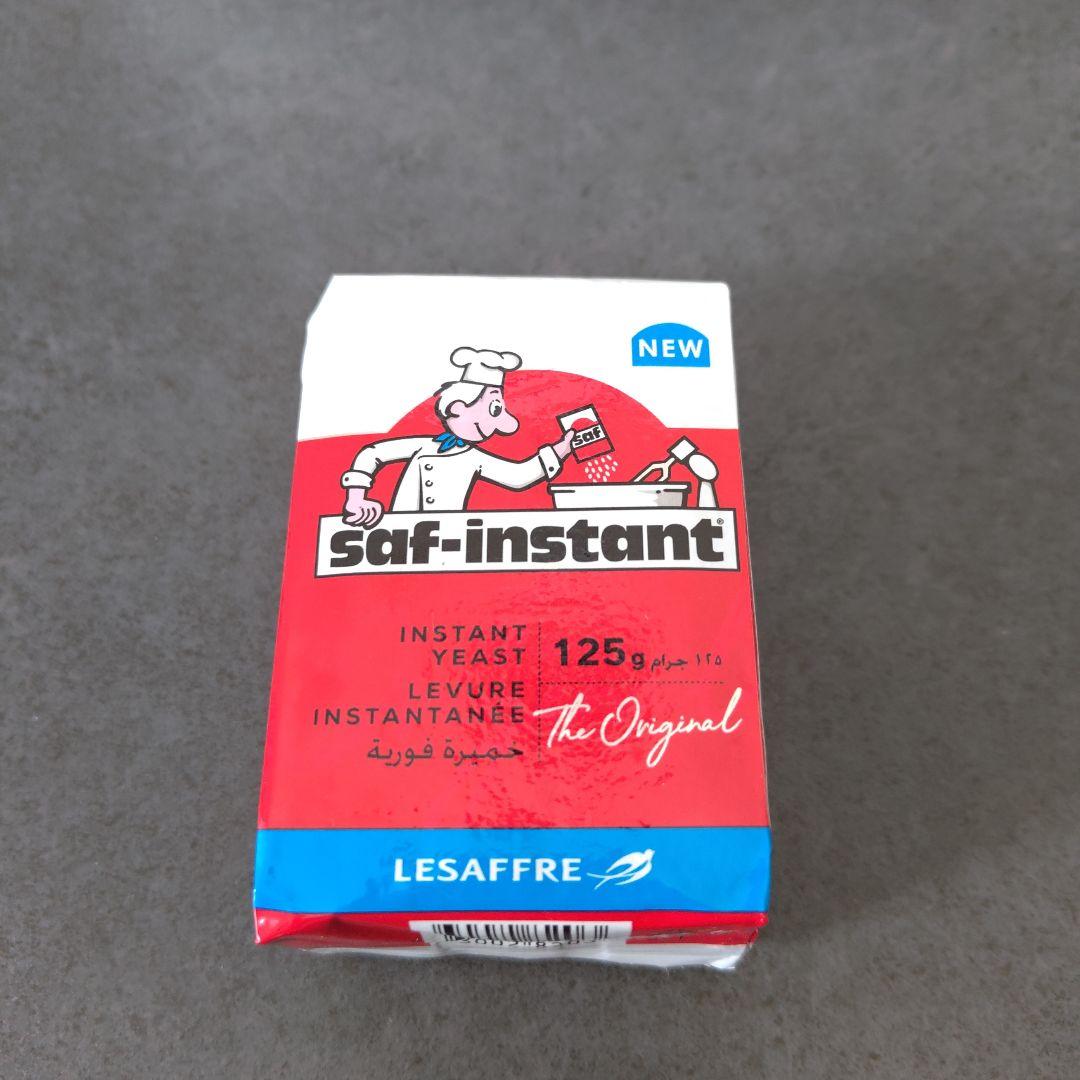 NEW
saf
saf-instant®
INSTANT
YEAST
LEVURE
INSTANTANÉE
خميرة فورية
125g ١٢٥ جرام
The Original
LESAFFRE